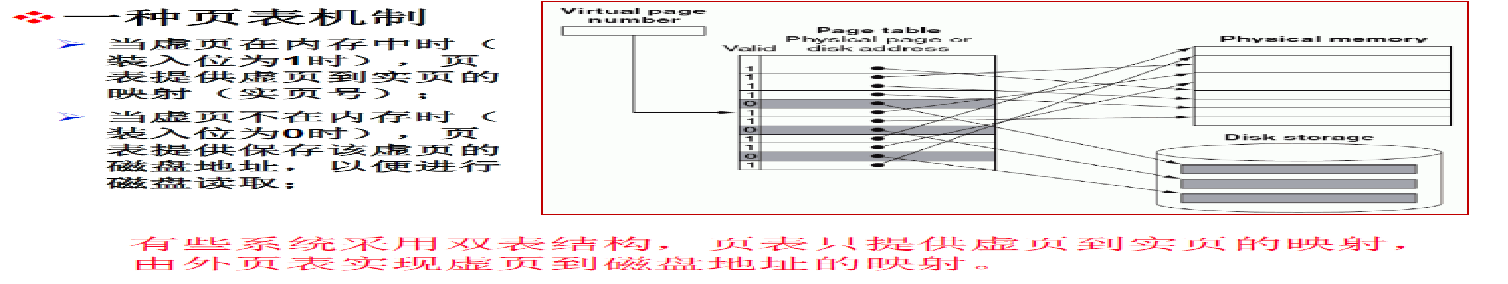 一种页表机制
当虚页在内存中时（
装入位为1时），页
表提供虚页到实页的
映射（实页号）；
当虚页不在内存时（
装入位为0时），页
表提供保存该虚页的
磁盘地址，以便进行
磁盘读取；
Virtual page
number
Page table
Physical page or
Valid disk address
Physical memory
1
1
1
1
0
1
1
0
1
1
0
1
Disk storage
有些系统采用双表结构，页表只提供虚页到实页的映射，
由外页表实现虚页到磁盘地址的映射。